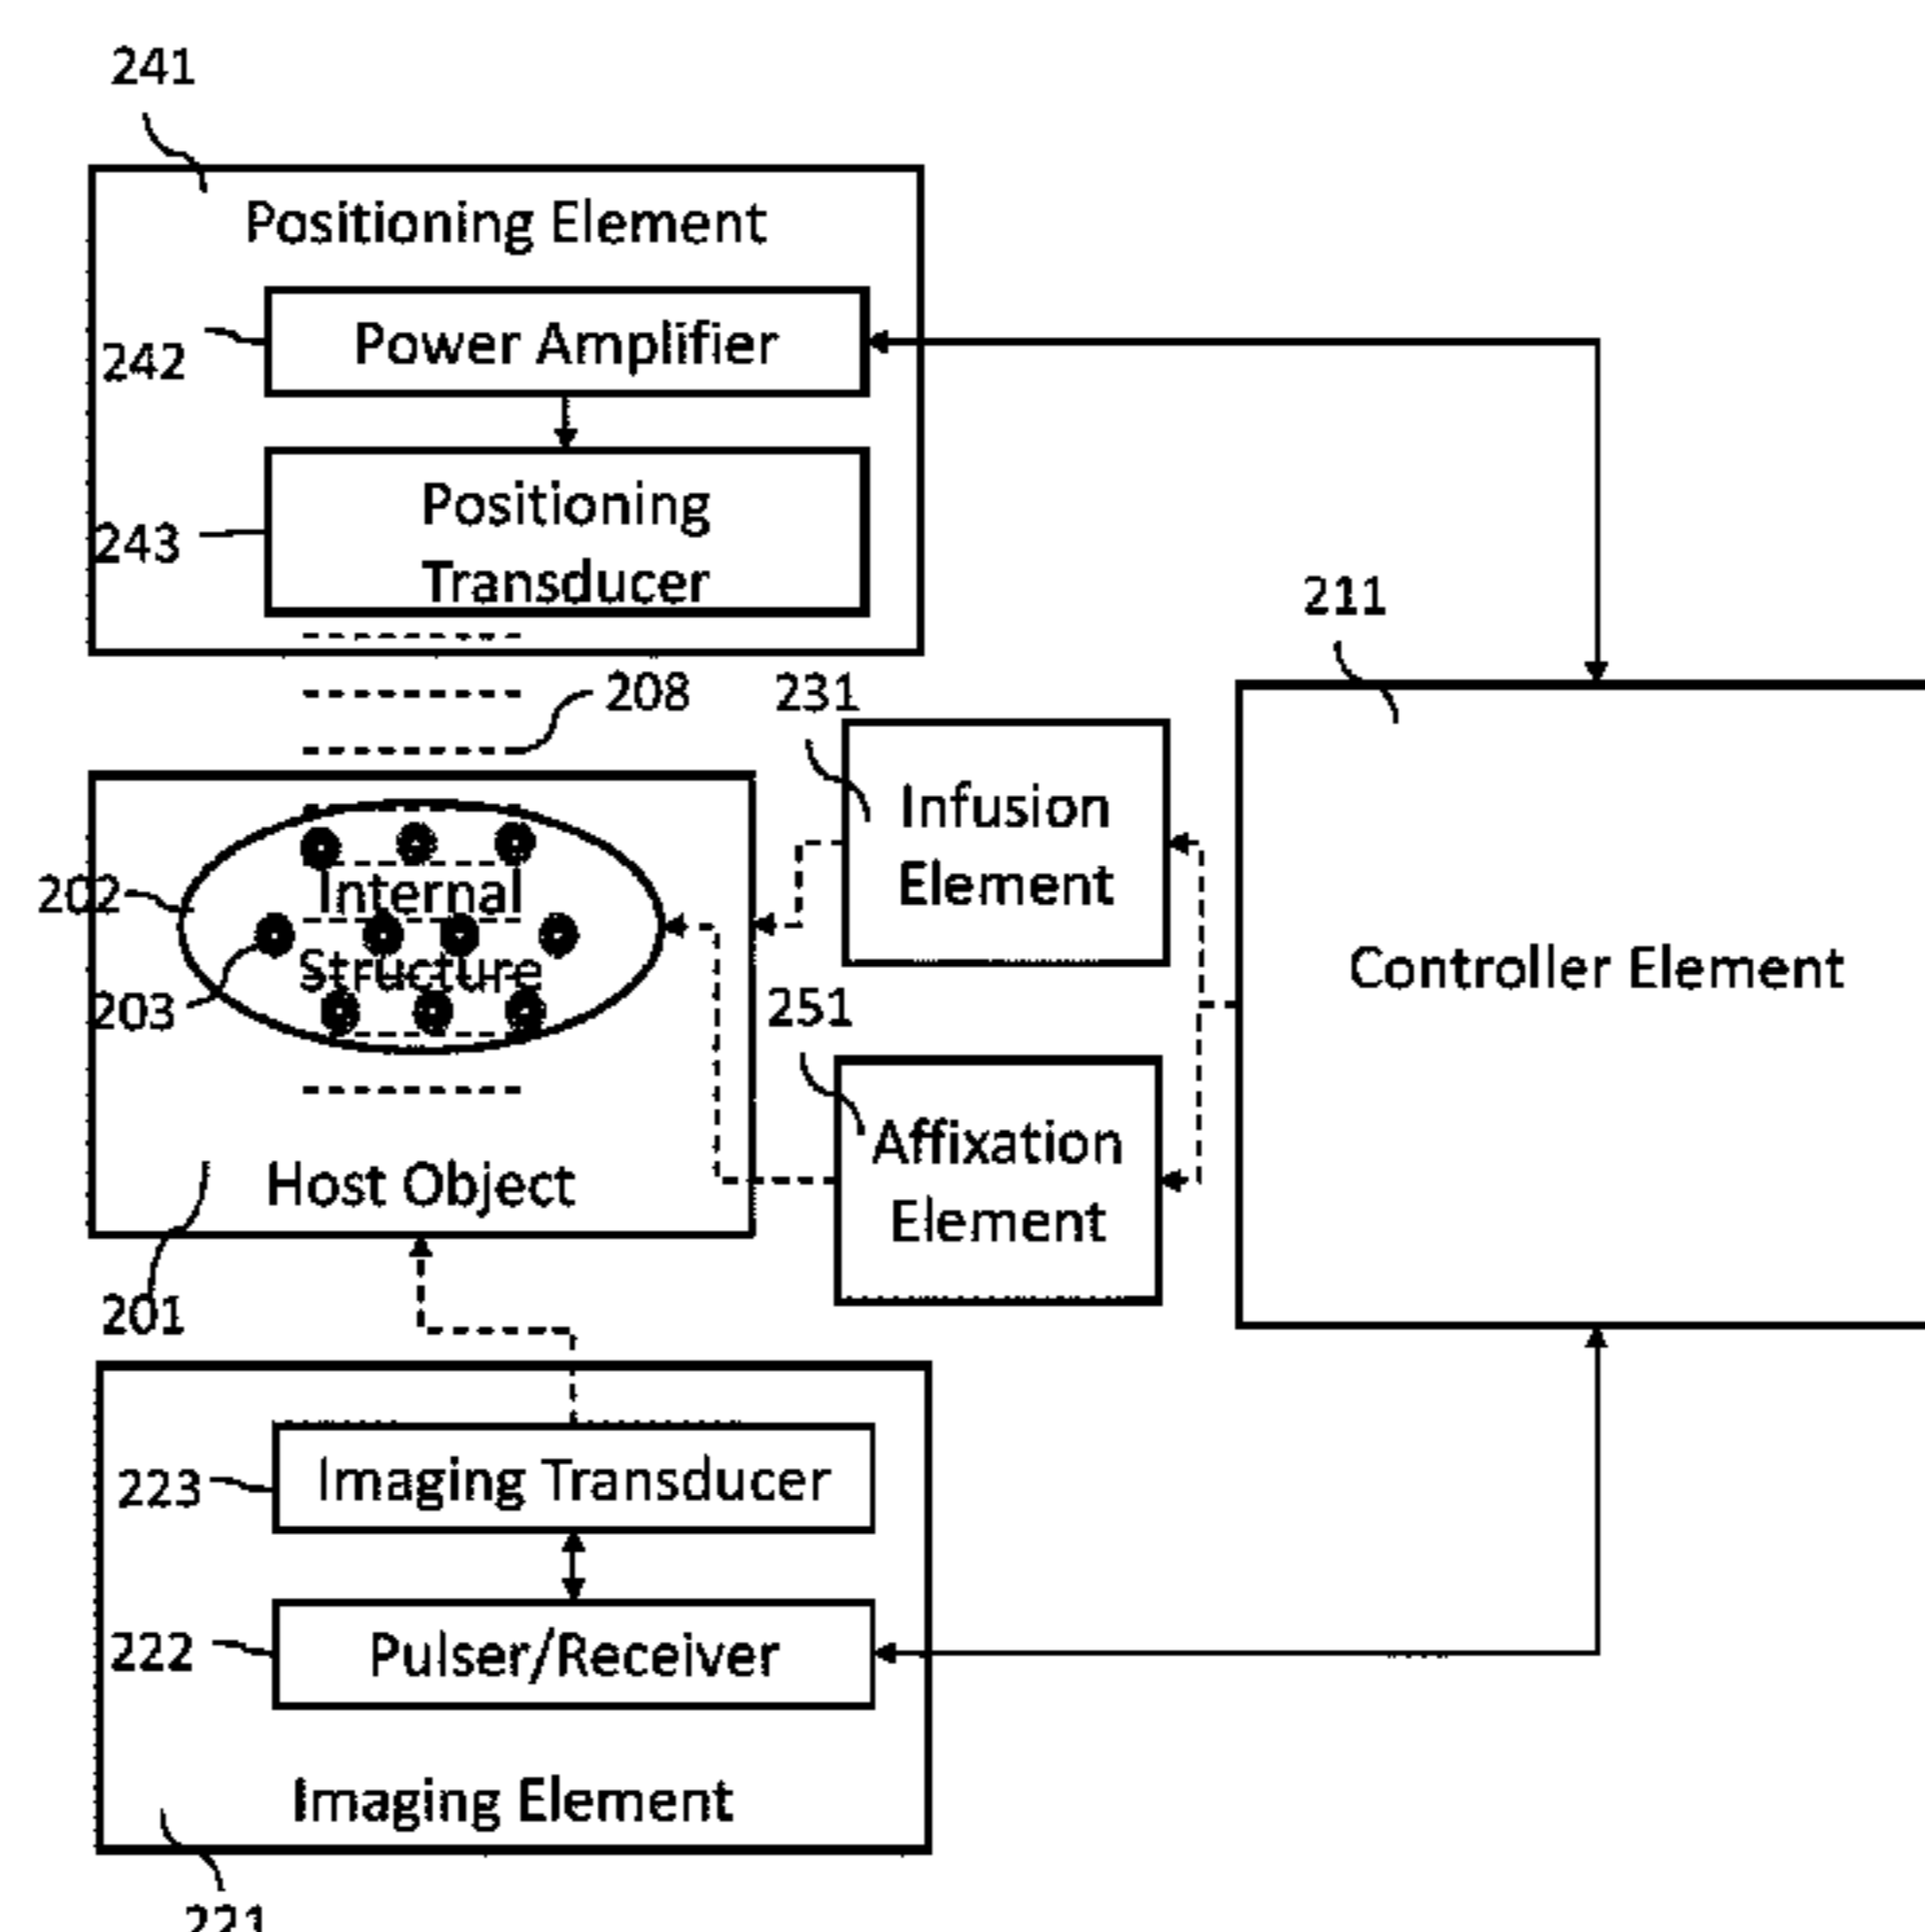 241
Positioning Element
242
Power Amplifier
243
Positioning
Transducer
208
231
211
Infusion
Element
202
Internal
Structure
203
251
Controller Element
Affixation
Element
Host Object
201
223
Imaging Transducer
222
Pulser/Receiver
Imaging Element
221